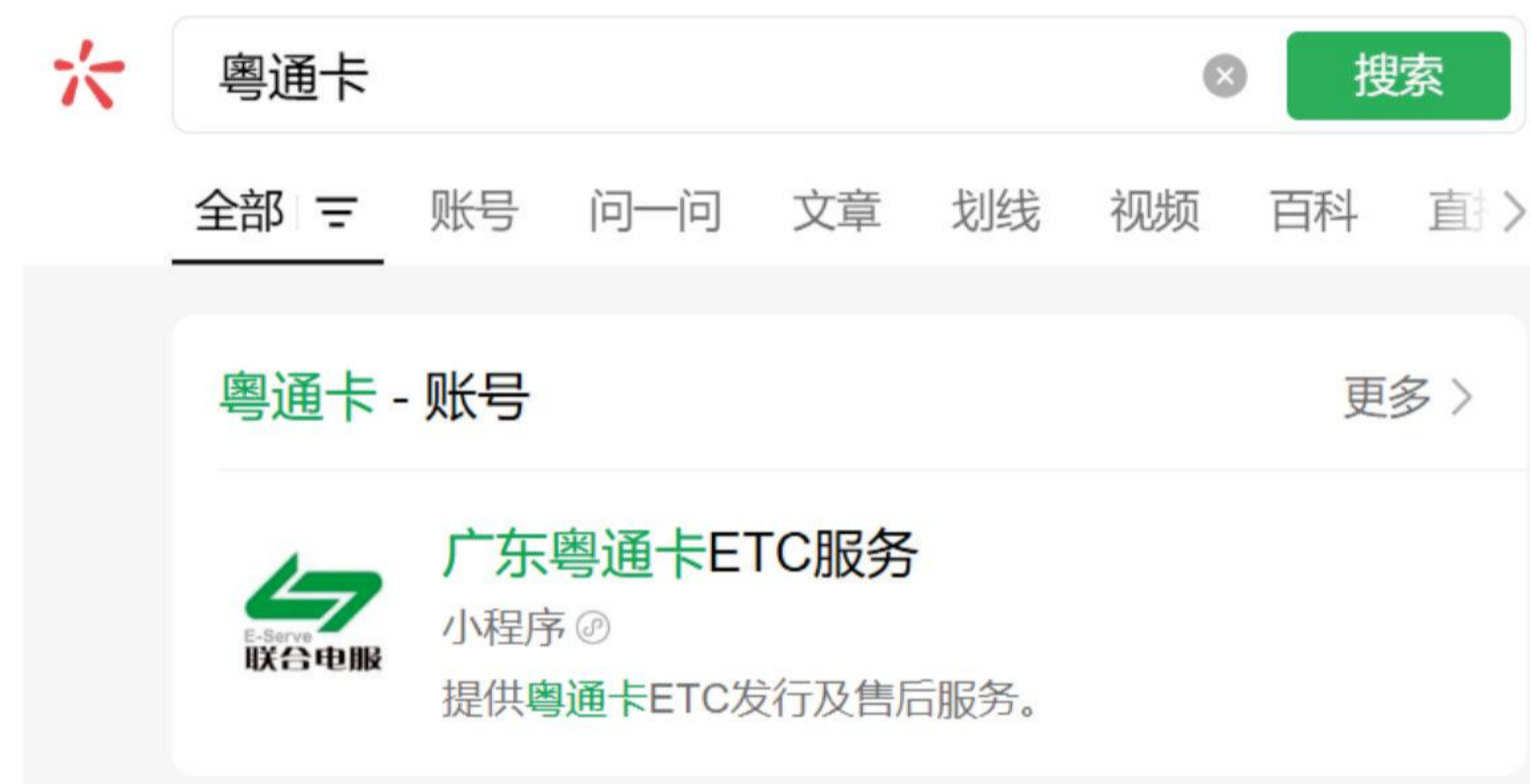 粤通卡 搜索
全部 账号 问一问 文章 划线 视频 百科
粤通卡 - 账号 更多
广东粤通卡ETC服务
小程序
E-Serve
联合电服
提供粤通卡ETC发行及售后服务。